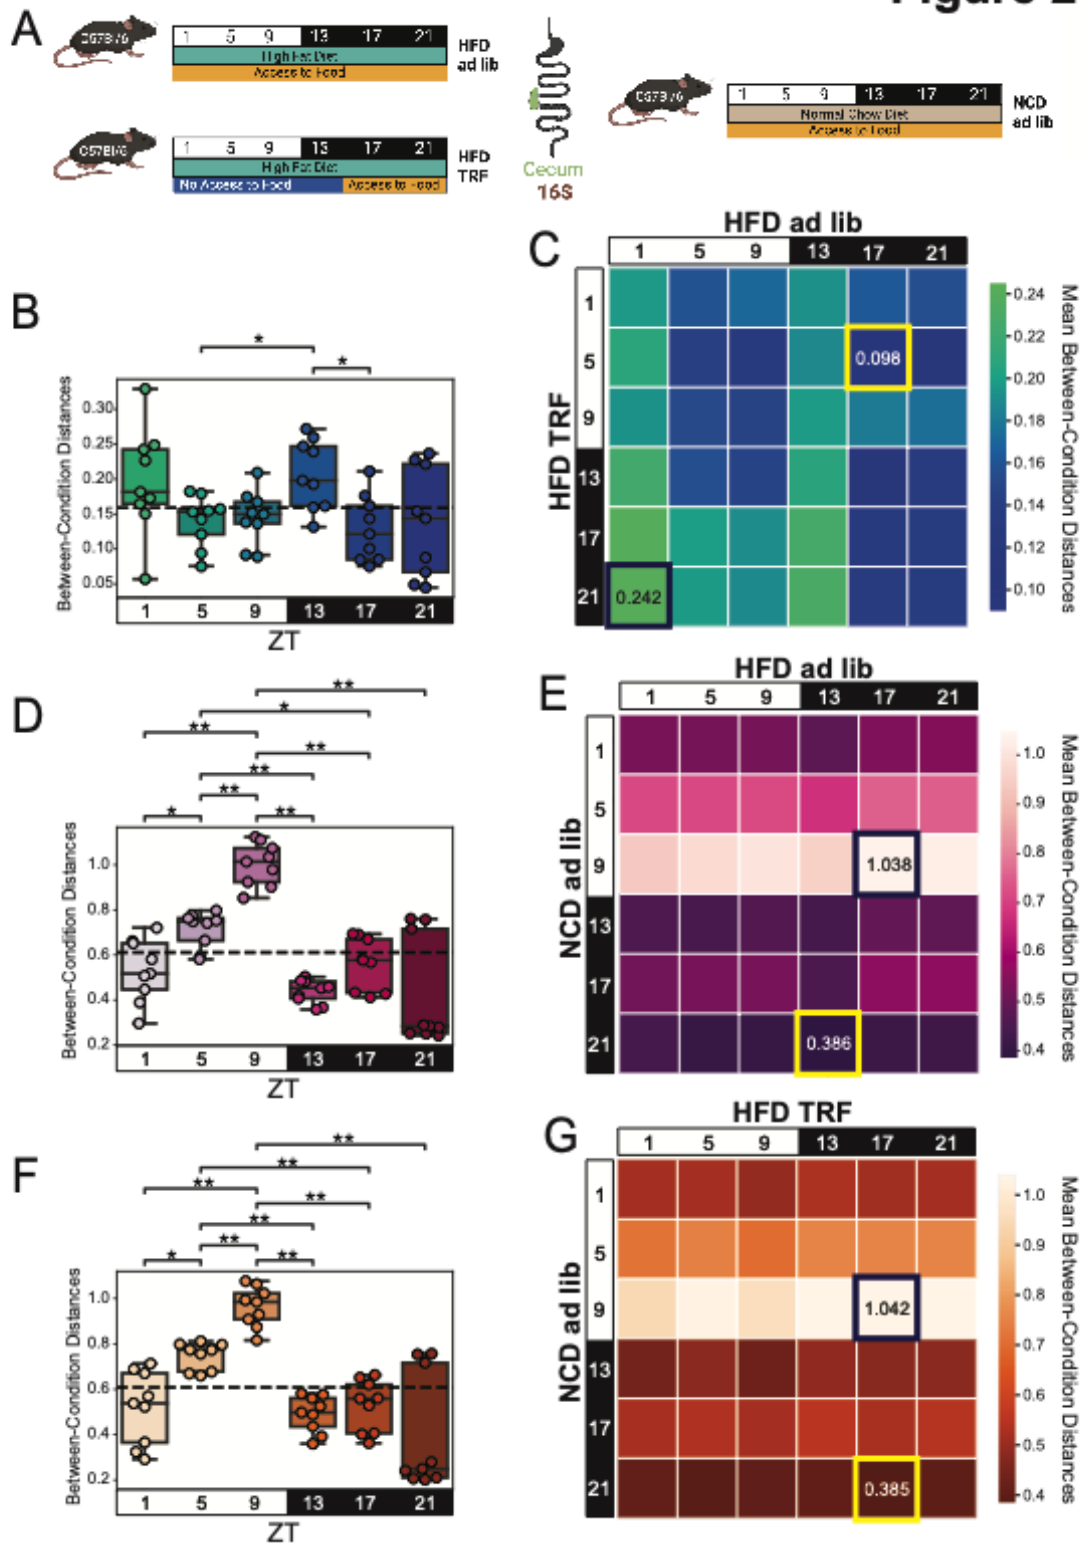 Figure 2
A
C57Bl/6
1 5 9 13 17 21
High Fat Diet
Access to Food
HFD
ad lib
C57Bl/6
1 5 9 13 17 21
High Fat Diet
No Access to Food
Access to Food
HFD
TRF
Cecum
16S
C57Bl/6
1 5 9 13 17 21
Normal Chow Diet
Access to Food
NCD
ad lib
B
* *
Between-Condition Distances
0.30
0.25
0.20
0.15
0.10
0.05
1 5 9 13 17 21
ZT
C
HFD ad lib
1 5 9 13 17 21
HFD TRF
1
5
9
13
17
21
0.098
0.242
0.24
0.22
0.20
0.18
0.16
0.14
0.12
0.10
Mean Between-Condition Distances
D
**
*
**
**
**
**
* **
Between-Condition Distances
1.0
0.8
0.6
0.4
0.2
1 5 9 13 17 21
ZT
E
HFD ad lib
1 5 9 13 17 21
NCD ad lib
1
5
9
13
17
21
1.038
0.386
1.0
0.9
0.8
0.7
0.6
0.5
0.4
Mean Between-Condition Distances
F
**
**
**
**
**
**
* **
Between-Condition Distances
1.0
0.8
0.6
0.4
0.2
1 5 9 13 17 21
ZT
G
HFD TRF
1 5 9 13 17 21
NCD ad lib
1
5
9
13
17
21
1.042
0.385
1.0
0.9
0.8
0.7
0.6
0.5
0.4
Mean Between-Condition Distances